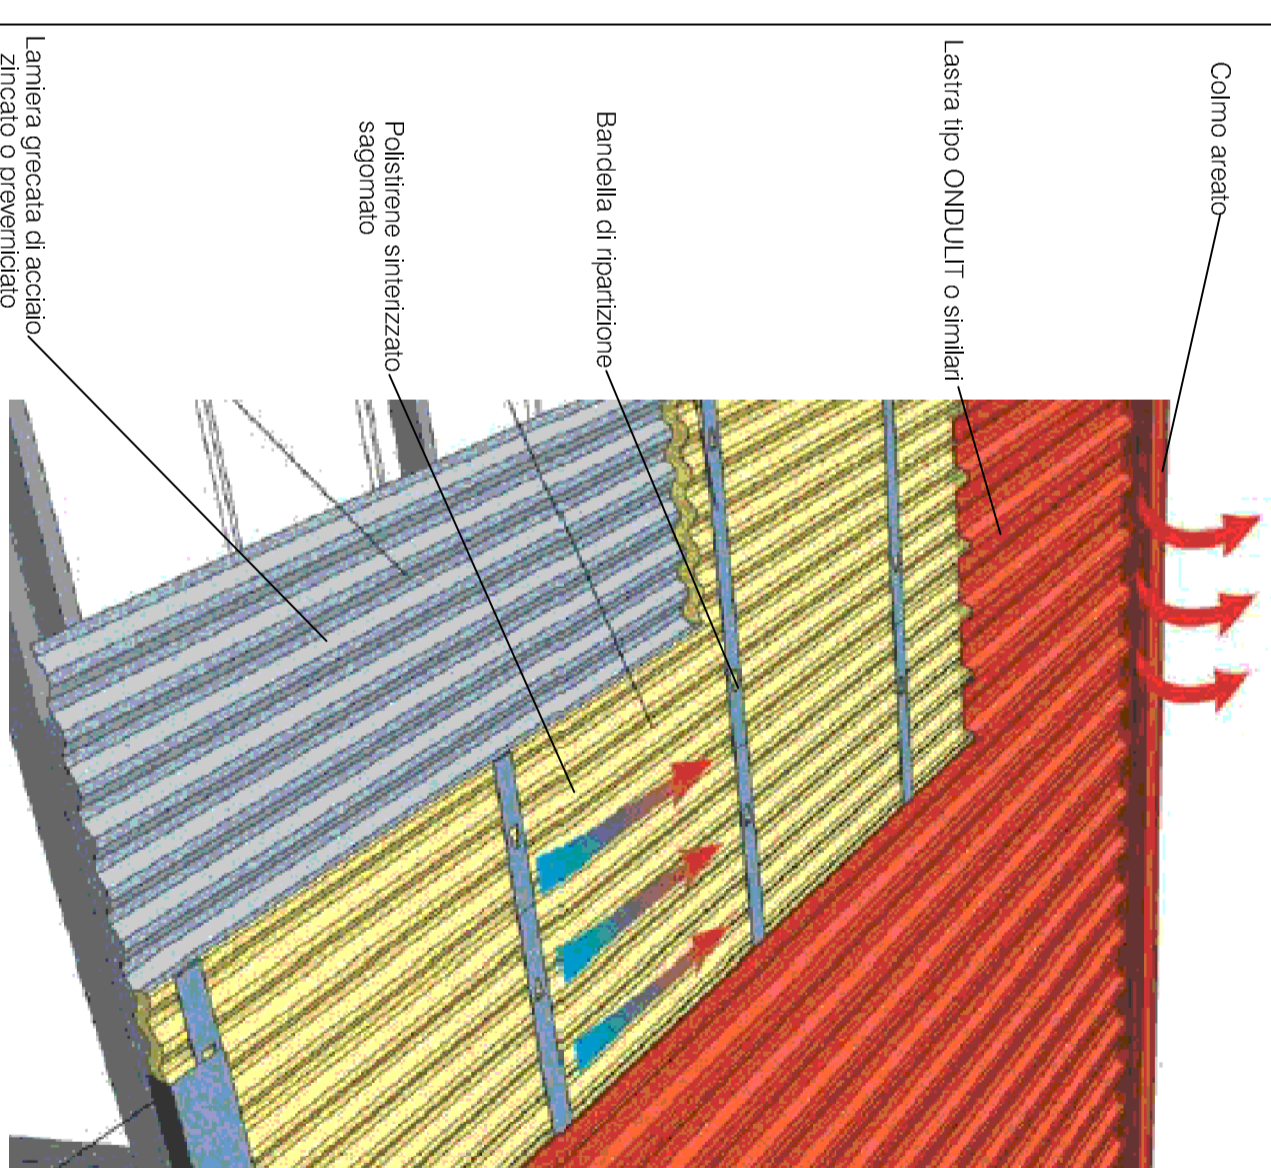 Colmo areato
Lastra tipo ONDULIT o similari
Bandella di ripartizione
Polistirene sinterizzato
sagomato
Lamiera grecata di acciaio
zincato o preverniciato